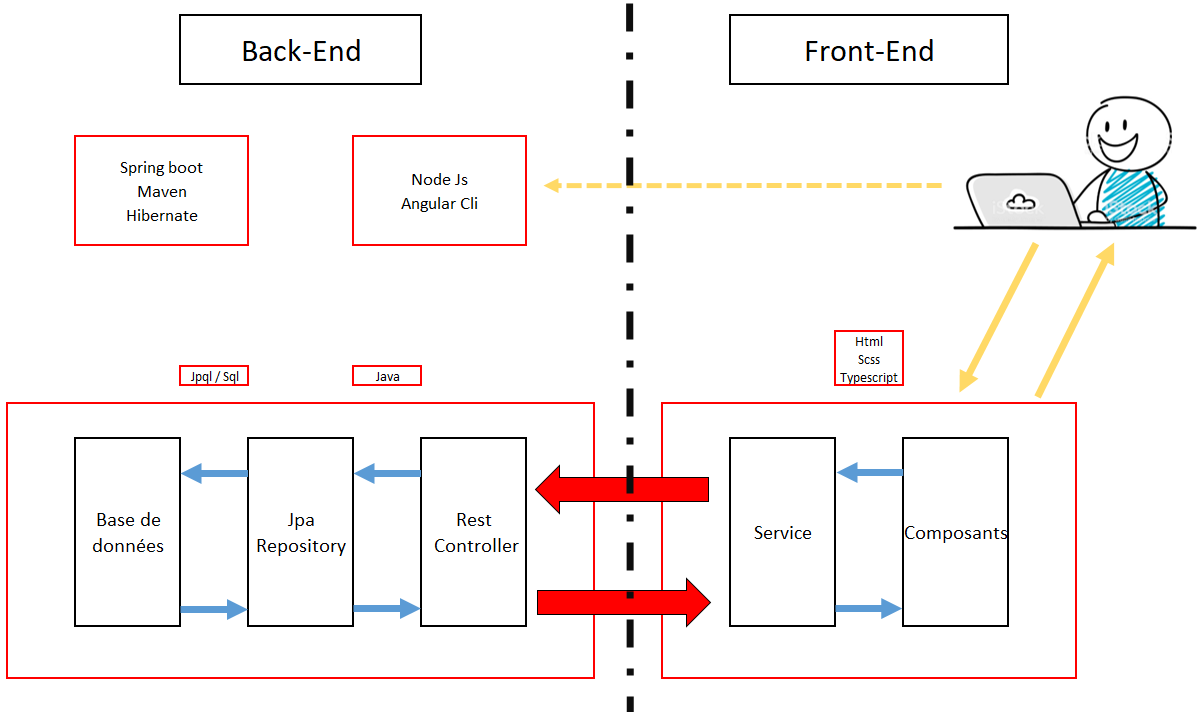 Back-End
Front-End
Spring boot
Maven
Hibernate
Node Js
Angular Cli
Html
Scss
Typescript
Jpql / Sql
Java
Base de
données
Jpa
Repository
Rest
Controller
Service
Composants